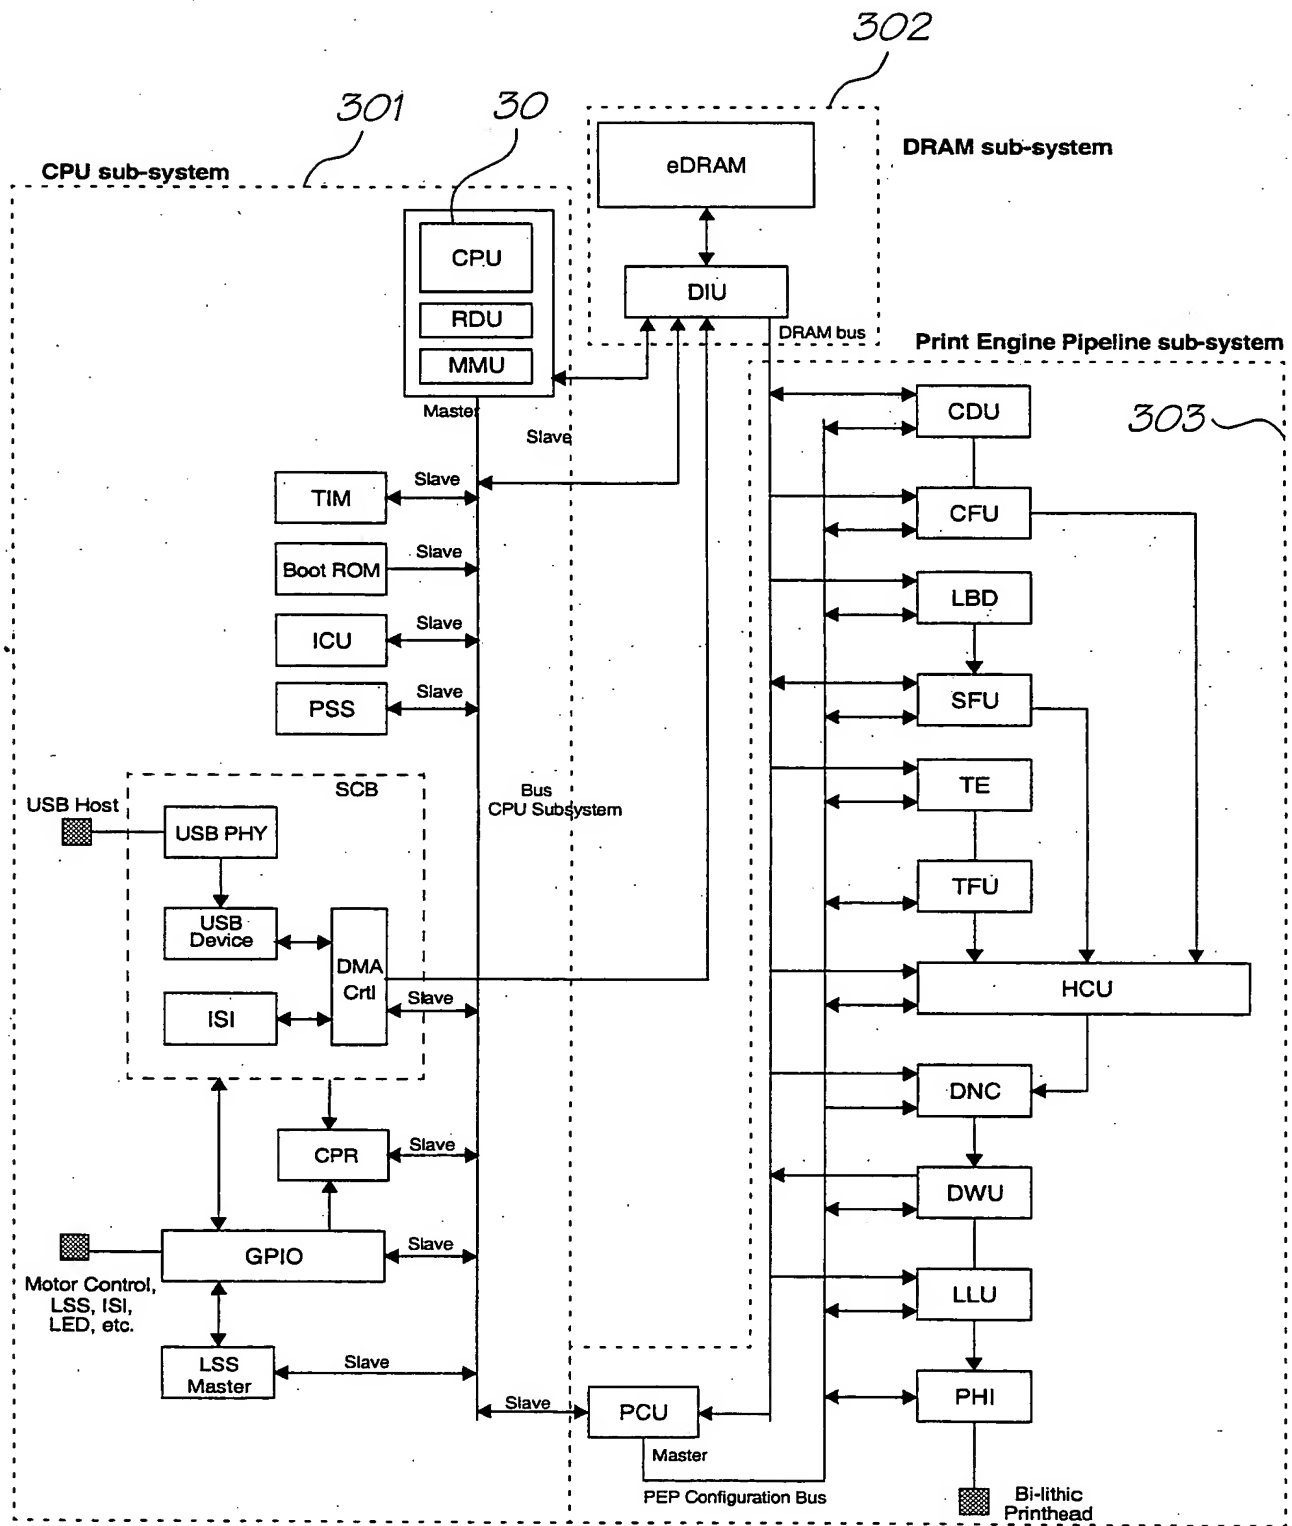 302
301
30
CPU sub-system
DRAM sub-system
eDRAM
CPU
RDU
MMU
DIU
DRAM bus
Print Engine Pipeline sub-system
303
Master
Slave
TIM
Slave
Boot ROM
Slave
ICU
Slave
PSS
Slave
SCB
USB Host
USB PHY
USB
Device
ISI
DMA
Crtl
Slave
Bus
CPU Subsystem
CPR
Slave
GPIO
Slave
Motor Control,
LSS, ISI,
LED, etc.
LSS
Master
Slave
Slave
PCU
Master
PEP Configuration Bus
CDU
CFU
LBD
SFU
TE
TFU
HCU
DNC
DWU
LLU
PHI
Bi-lithic
Printhead